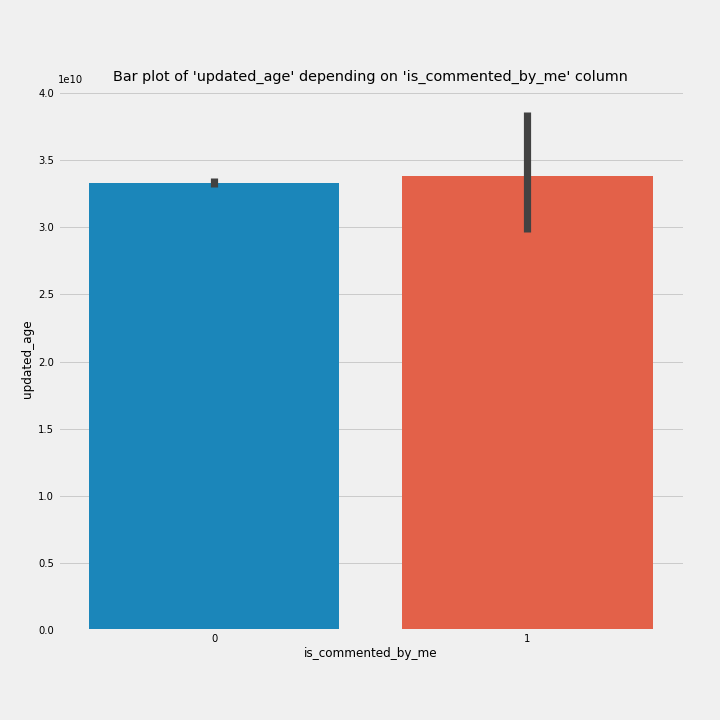 Bar plot of 'updated_age' depending on 'is_commented_by_me' column
1e10
4.0
3.5
3.0
2.5
2.0
1.5
1.0
0.5
0.0
updated_age
0 1
is_commented_by_me